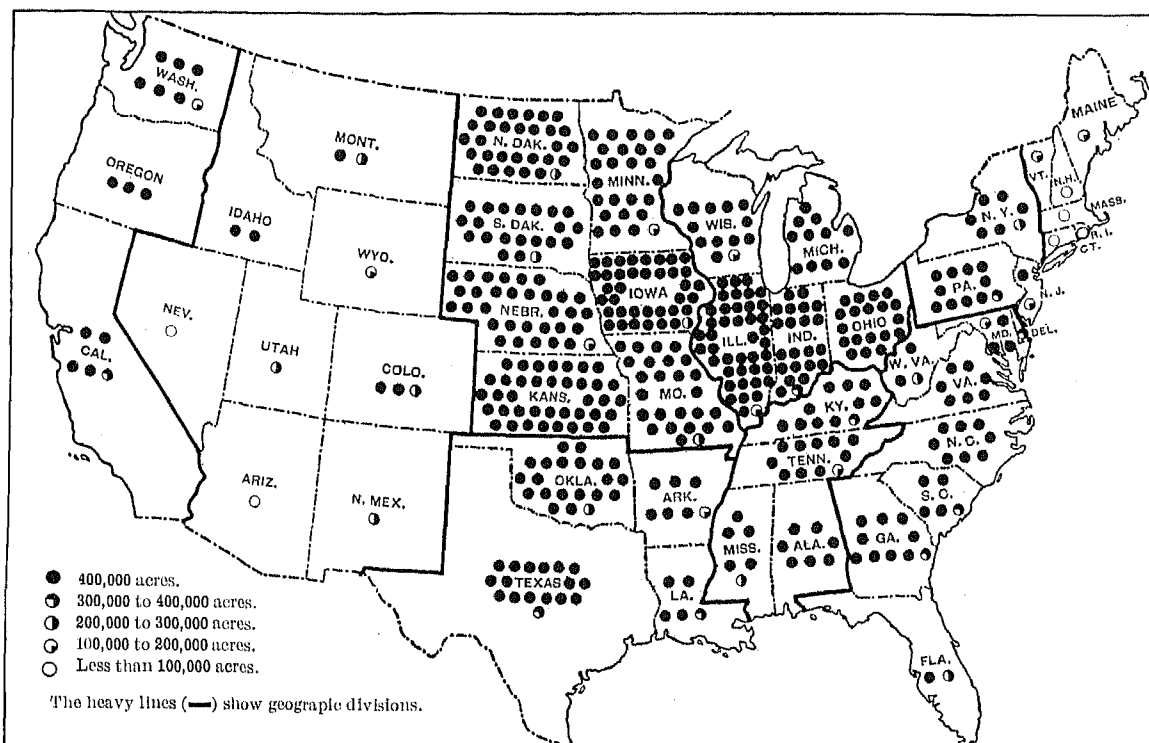 WASH.
MAINE
MONT.
N. DAK.
OREGON
MINN.
VT.
N.H.
MASS.
IDAHO
S. DAK.
WIS.
N. Y.
R. I.
CT.
MICH.
WYO.
PA.
IOWA
N. J.
NEV.
NEBR.
OHIO
CAL.
UTAH
ILL.
IND.
MD.
DEL.
COLO.
W. VA.
KANS.
MO.
VA.
KY.
N. C.
TENN.
ARIZ.
OKLA.
N. MEX.
ARK.
S. C.
MISS.
ALA.
GA.
TEXAS
LA.
FLA.
400,000 acres.
300,000 to 400,000 acres.
200,000 to 300,000 acres.
100,000 to 200,000 acres.
Less than 100,000 acres.
The heavy lines (—) show geograpic divisions.